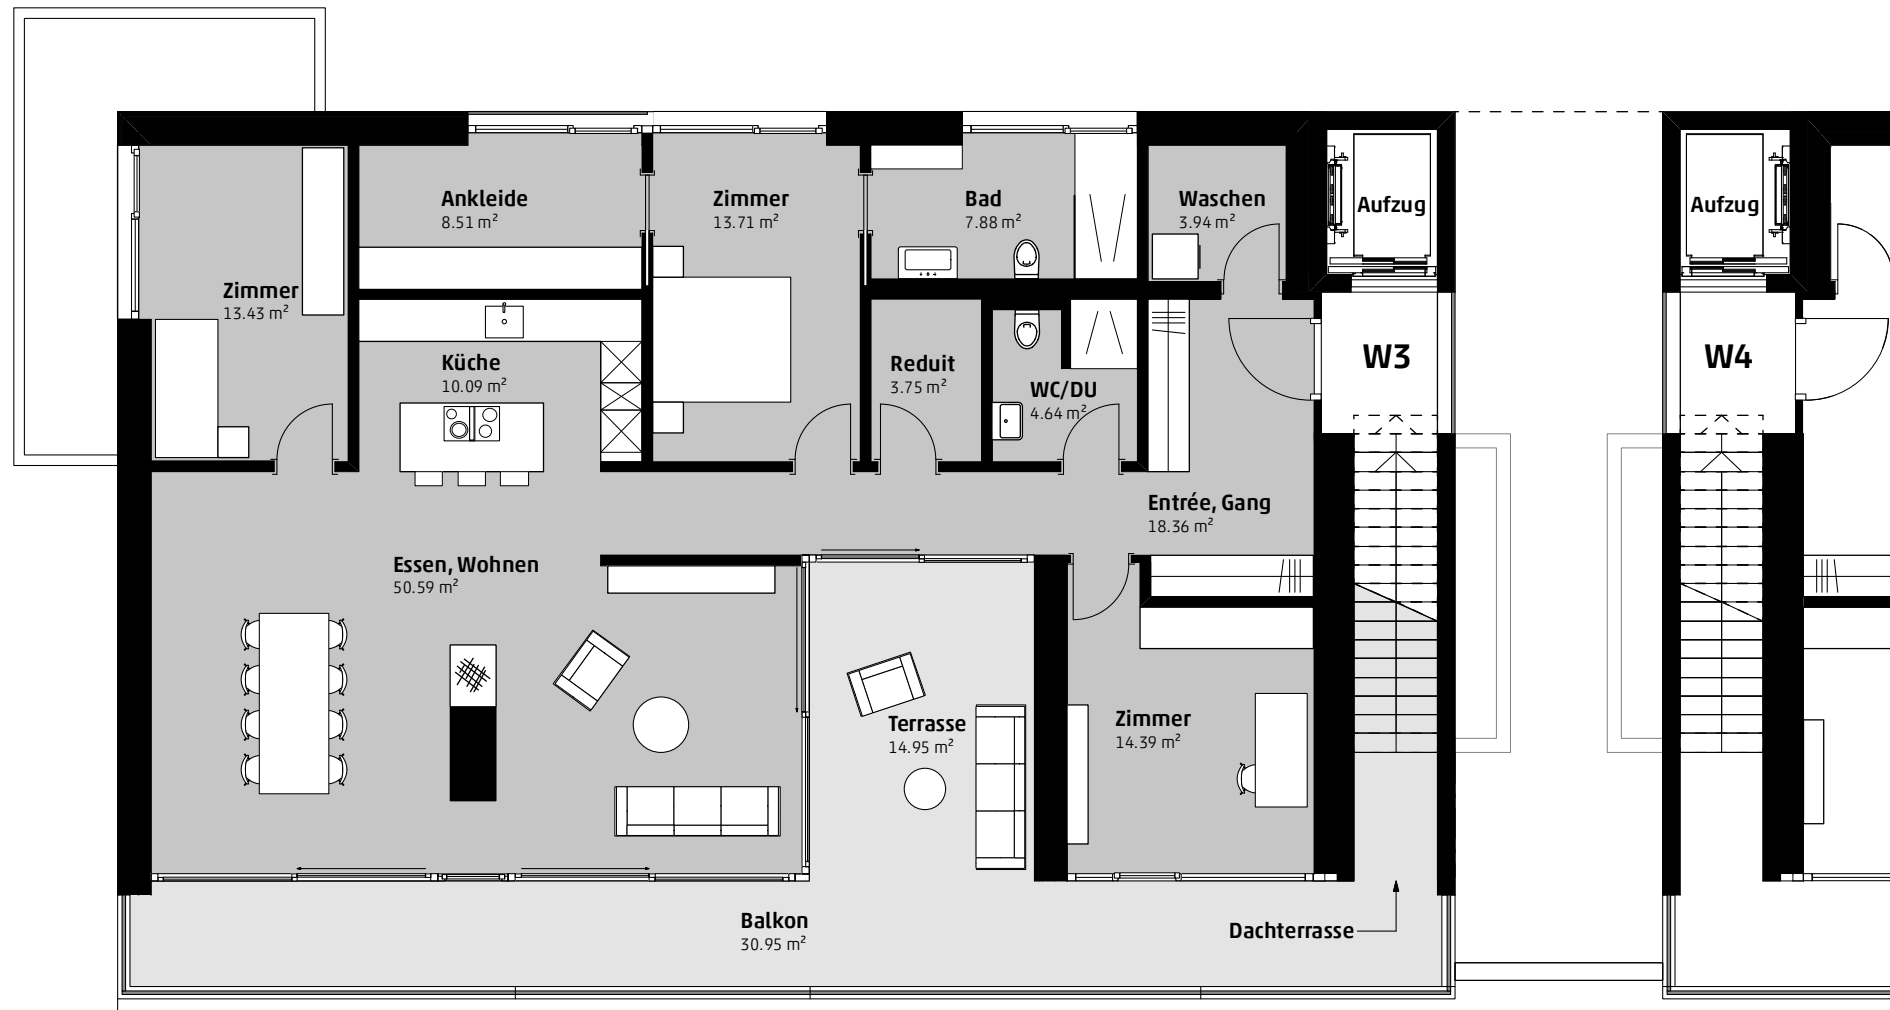 Ankleide
8.51 m²
Zimmer
13.71 m²
Bad
7.88 m²
Waschen
3.94 m²
Aufzug
Aufzug
Zimmer
13.43 m²
Küche
10.09 m²
Reduit
3.75 m²
WC/DU
4.64 m²
W3
W4
Entrée, Gang
18.36 m²
Essen, Wohnen
50.59 m²
Terrasse
14.95 m²
Zimmer
14.39 m²
Balkon
30.95 m²
Dachterrasse